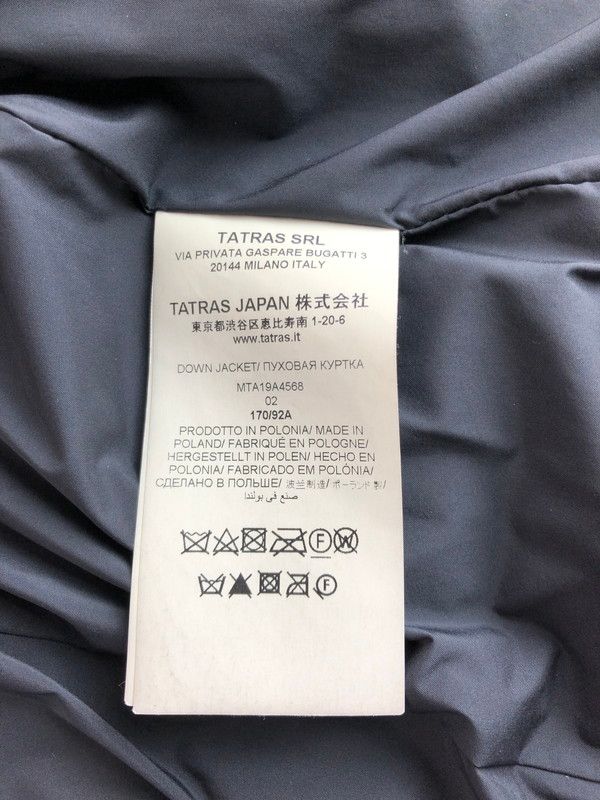 TATRAS SRL
VIA PRIVATA GASPARE BUGATTI 3
20144 MILANO ITALY
TATRAS JAPAN 株式会社
東京都渋谷区恵比寿南 1-20-6
www.tatras.it
DOWN JACKET/ ПУХОВАЯ КУРТКА
MTA19A4568
02
170/92A
PRODOTTO IN POLONIA/ MADE IN
POLAND/ FABRIQUÉ EN POLOGNE/
HERGESTELLT IN POLEN/ HECHO EN
POLONIA/ FABRICADO EM POLÓNIA/
СДЕЛАНО В ПОЛЬШЕ/ 波兰制造/ ポーランド製/
صنع في بولندا
F W
F